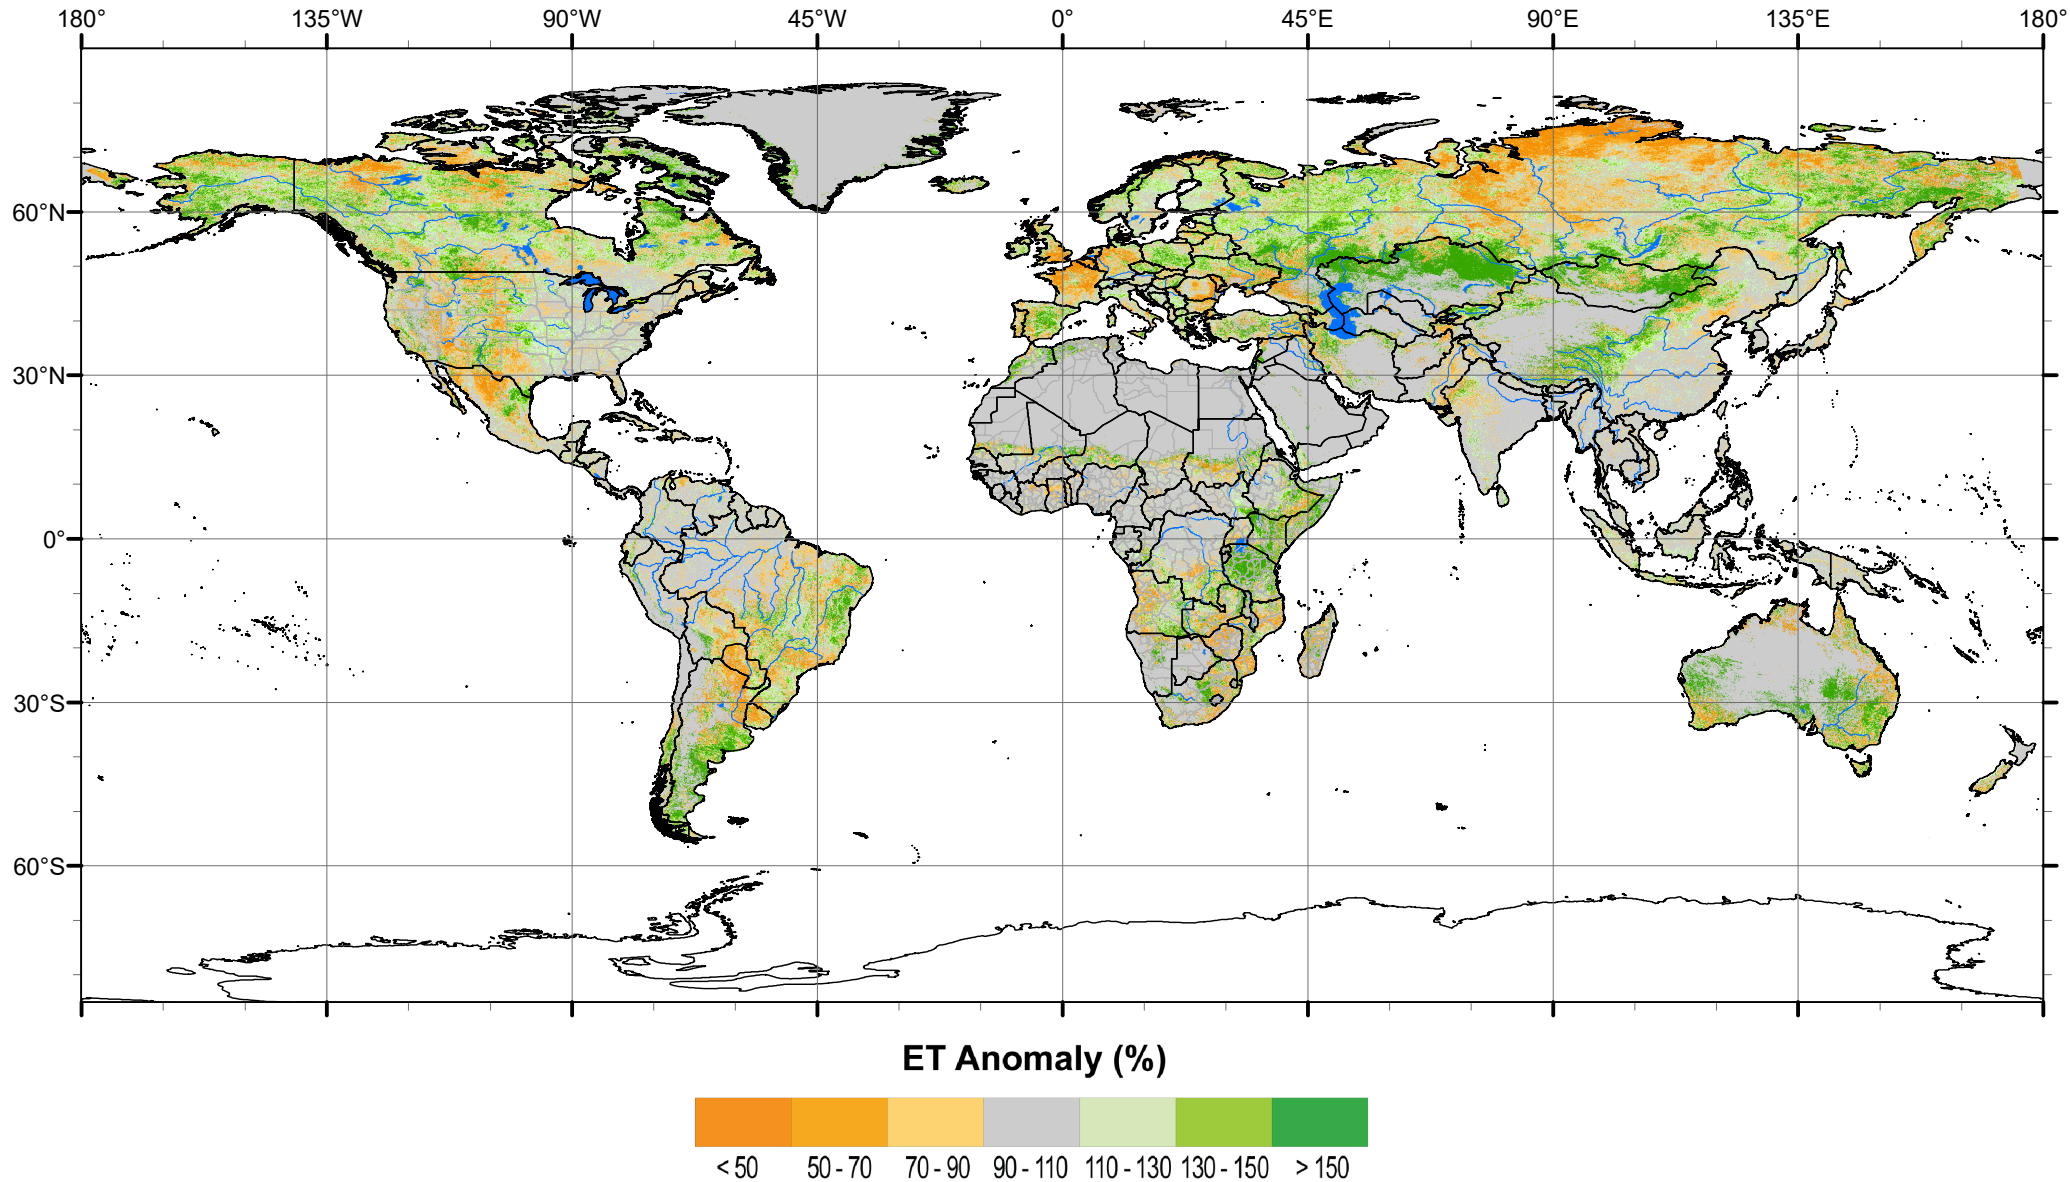 180° 135°W 90°W 45°W 0° 45°E 90°E 135°E 180°
60°N
30°N
0°
30°S
60°S
ET Anomaly (%)
< 50 50 - 70 70 - 90 90 - 110 110 - 130 130 - 150 > 150